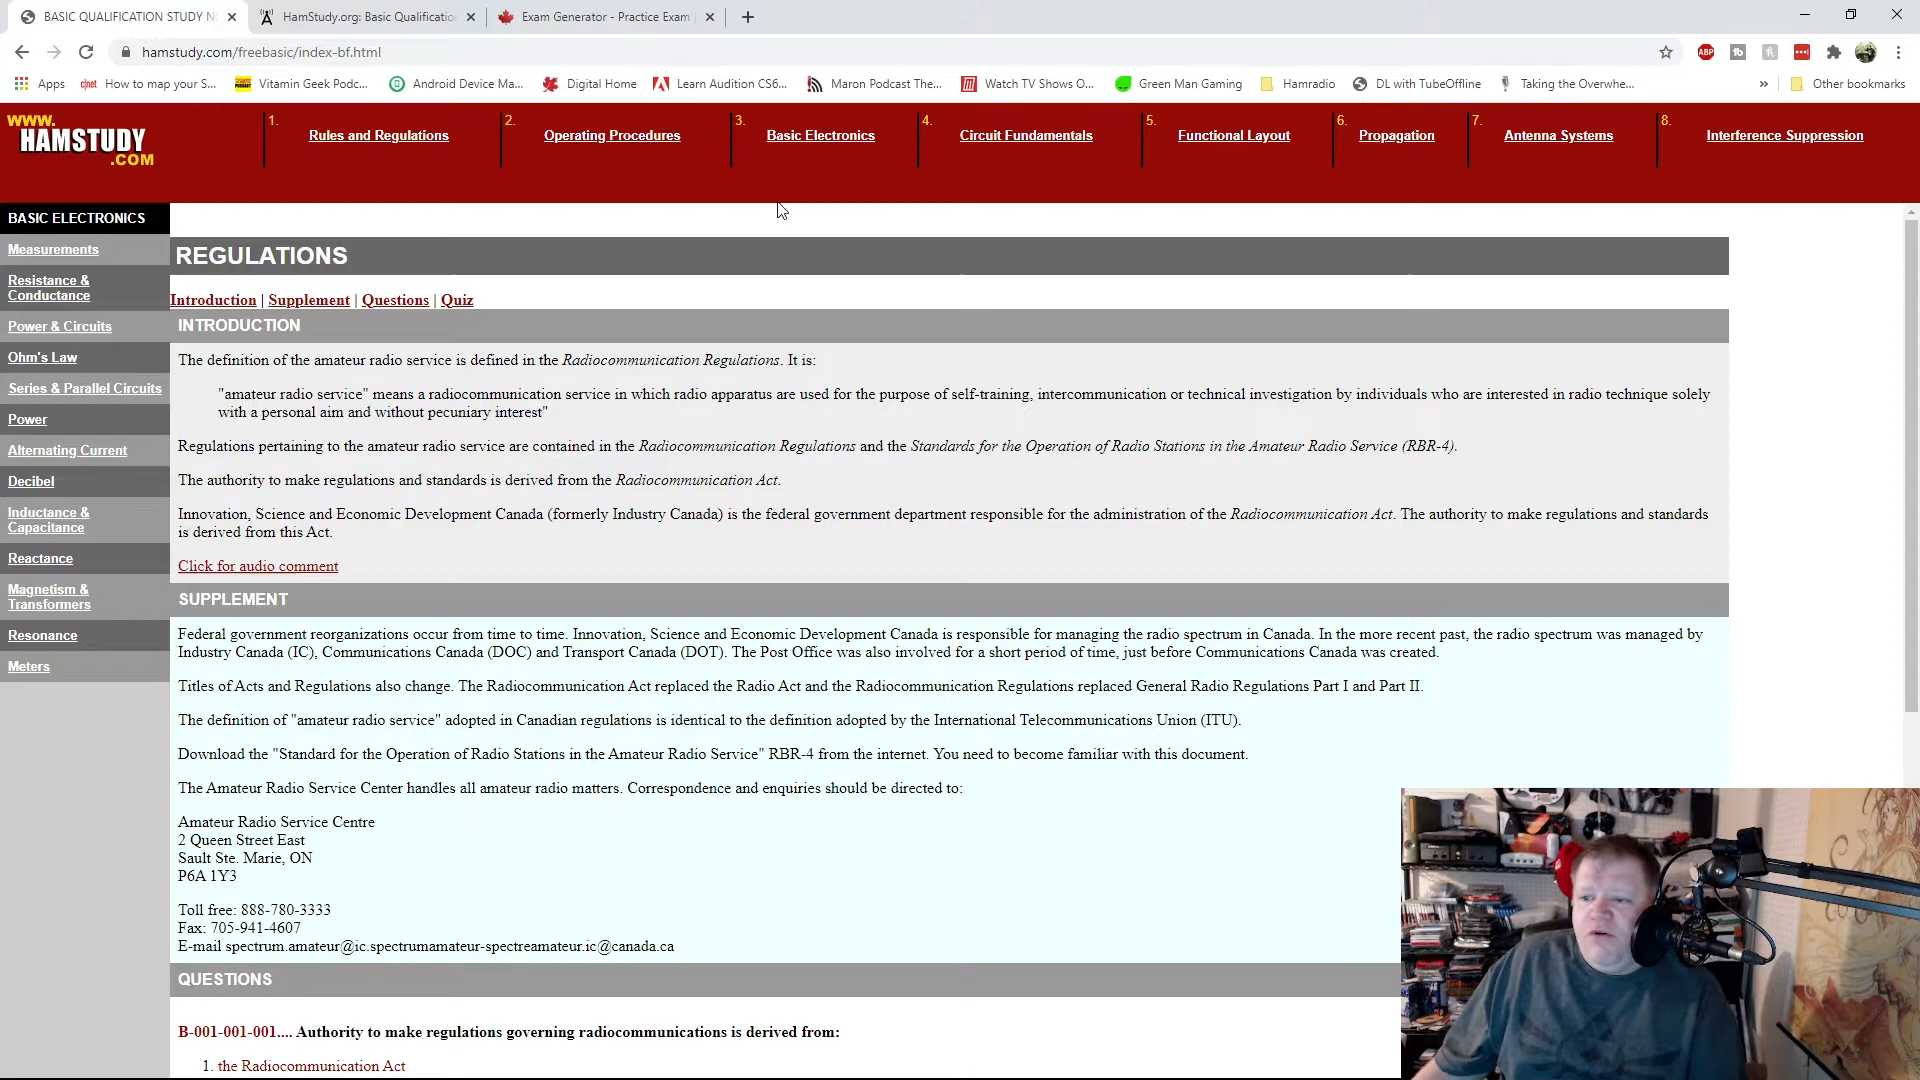 BASIC QUALIFICATION STUDY N
HamStudy.org: Basic Qualificatio
Exam Generator - Practice Exam
hamstudy.com/freebasic/index-bf.html
ABP
Apps
c|net How to map your S...
Vitamin Geek Podc...
Android Device Ma...
Digital Home
Learn Audition CS6...
Maron Podcast The...
Watch TV Shows O...
Green Man Gaming
Hamradio
DL with TubeOffline
Taking the Overwhe...
»
Other bookmarks
WWW.
HAMSTUDY
.COM
1. Rules and Regulations
2. Operating Procedures
3. Basic Electronics
4. Circuit Fundamentals
5. Functional Layout
6. Propagation
7. Antenna Systems
8. Interference Suppression
BASIC ELECTRONICS
Measurements
Resistance &
Conductance
Power & Circuits
Ohm's Law
Series & Parallel Circuits
Power
Alternating Current
Decibel
Inductance &
Capacitance
Reactance
Magnetism &
Transformers
Resonance
Meters
REGULATIONS
Introduction | Supplement | Questions | Quiz
INTRODUCTION
The definition of the amateur radio service is defined in the Radiocommunication Regulations. It is:
"amateur radio service" means a radiocommunication service in which radio apparatus are used for the purpose of self-training, intercommunication or technical investigation by individuals who are interested in radio technique solely
with a personal aim and without pecuniary interest"
Regulations pertaining to the amateur radio service are contained in the Radiocommunication Regulations and the Standards for the Operation of Radio Stations in the Amateur Radio Service (RBR-4).
The authority to make regulations and standards is derived from the Radiocommunication Act.
Innovation, Science and Economic Development Canada (formerly Industry Canada) is the federal government department responsible for the administration of the Radiocommunication Act. The authority to make regulations and standards
is derived from this Act.
Click for audio comment
SUPPLEMENT
Federal government reorganizations occur from time to time. Innovation, Science and Economic Development Canada is responsible for managing the radio spectrum in Canada. In the more recent past, the radio spectrum was managed by
Industry Canada (IC), Communications Canada (DOC) and Transport Canada (DOT). The Post Office was also involved for a short period of time, just before Communications Canada was created.
Titles of Acts and Regulations also change. The Radiocommunication Act replaced the Radio Act and the Radiocommunication Regulations replaced General Radio Regulations Part I and Part II.
The definition of "amateur radio service" adopted in Canadian regulations is identical to the definition adopted by the International Telecommunications Union (ITU).
Download the "Standard for the Operation of Radio Stations in the Amateur Radio Service" RBR-4 from the internet. You need to become familiar with this document.
The Amateur Radio Service Center handles all amateur radio matters. Correspondence and enquiries should be directed to:
Amateur Radio Service Centre
2 Queen Street East
Sault Ste. Marie, ON
P6A 1Y3
Toll free: 888-780-3333
Fax: 705-941-4607
E-mail spectrum.amateur@ic.spectrumamateur-spectreamateur.ic@canada.ca
QUESTIONS
B-001-001-001.... Authority to make regulations governing radiocommunications is derived from:
1. the Radiocommunication Act